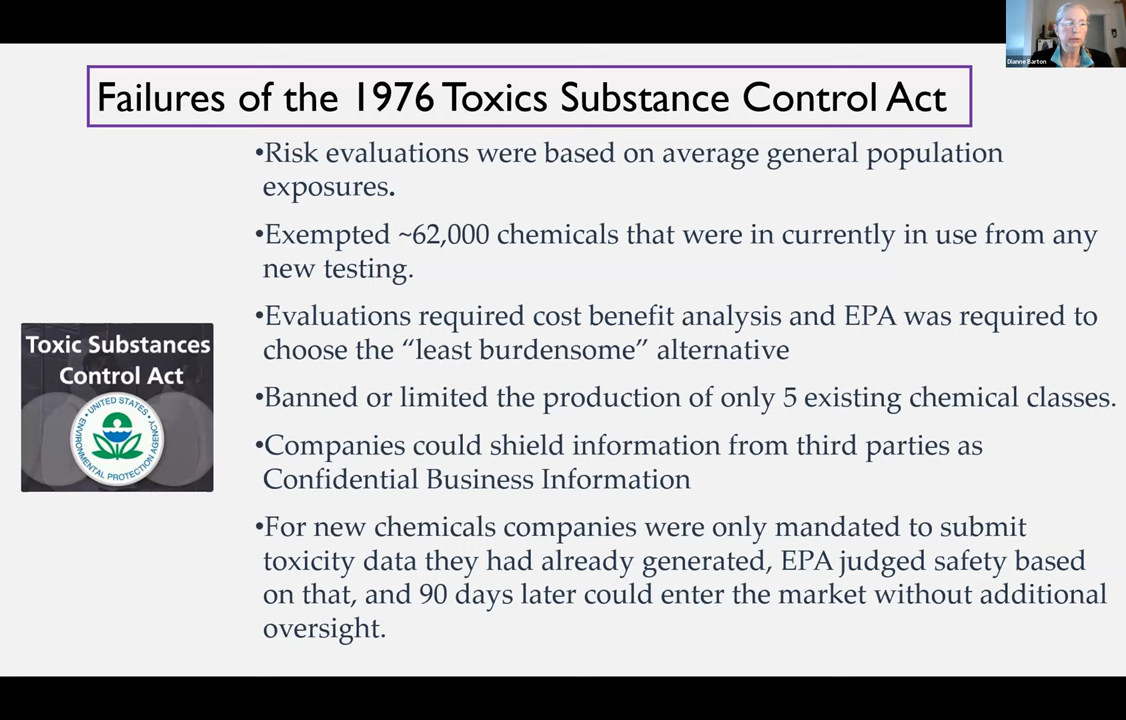 Dianne Barton
Failures of the 1976 Toxics Substance Control Act
•Risk evaluations were based on average general population
exposures.
•Exempted ~62,000 chemicals that were in currently in use from any
new testing.
•Evaluations required cost benefit analysis and EPA was required to
choose the “least burdensome” alternative
•Banned or limited the production of only 5 existing chemical classes.
•Companies could shield information from third parties as
Confidential Business Information
•For new chemicals companies were only mandated to submit
toxicity data they had already generated, EPA judged safety based
on that, and 90 days later could enter the market without additional
oversight.
Toxic Substances
Control Act
UNITED STATES
ENVIRONMENTAL PROTECTION AGENCY